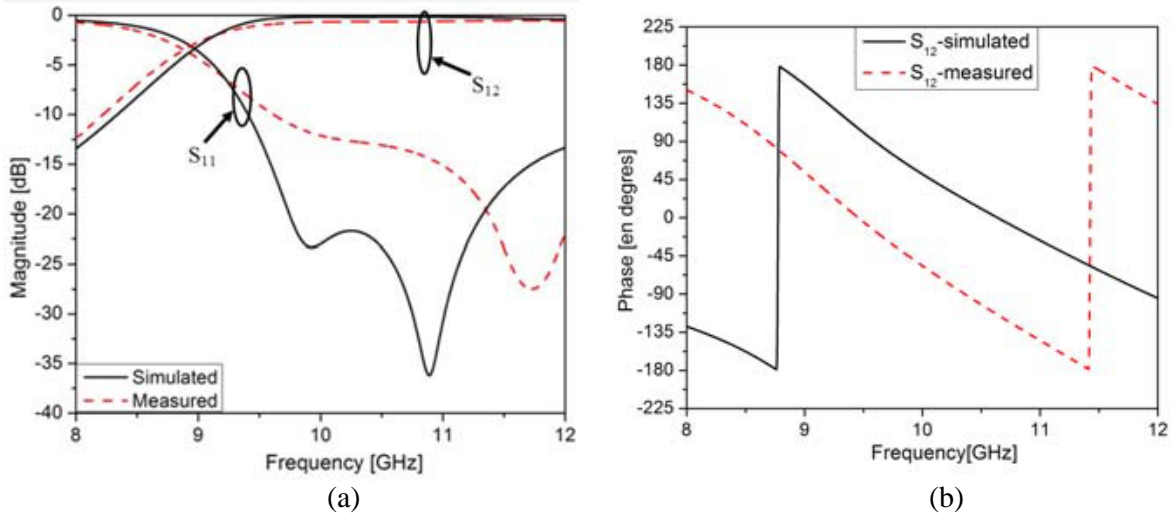 0
-5
-10
-15
-20
-25
-30
-35
-40
Magnitude [dB]
S12
S11
Simulated
Measured
8 9 10 11 12
Frequency [GHz]
(a)
225
180
135
90
45
0
-45
-90
-135
-180
-225
Phase [en degres]
S12-simulated
S12-measured
8 9 10 11 12
Frequency[GHz]
(b)